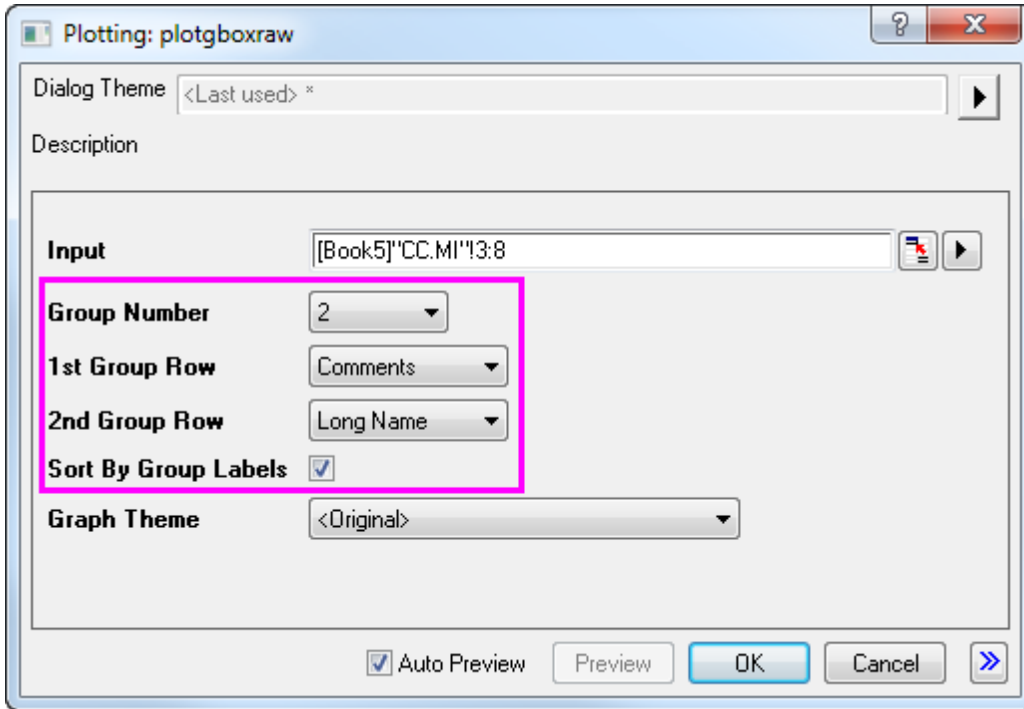 Plotting: plotgboxraw
?
Dialog Theme <Last used> *
Description
Input [Book5]"CC.MI"!3:8
Group Number 2
1st Group Row Comments
2nd Group Row Long Name
Sort By Group Labels
Graph Theme <Original>
Auto Preview Preview OK Cancel